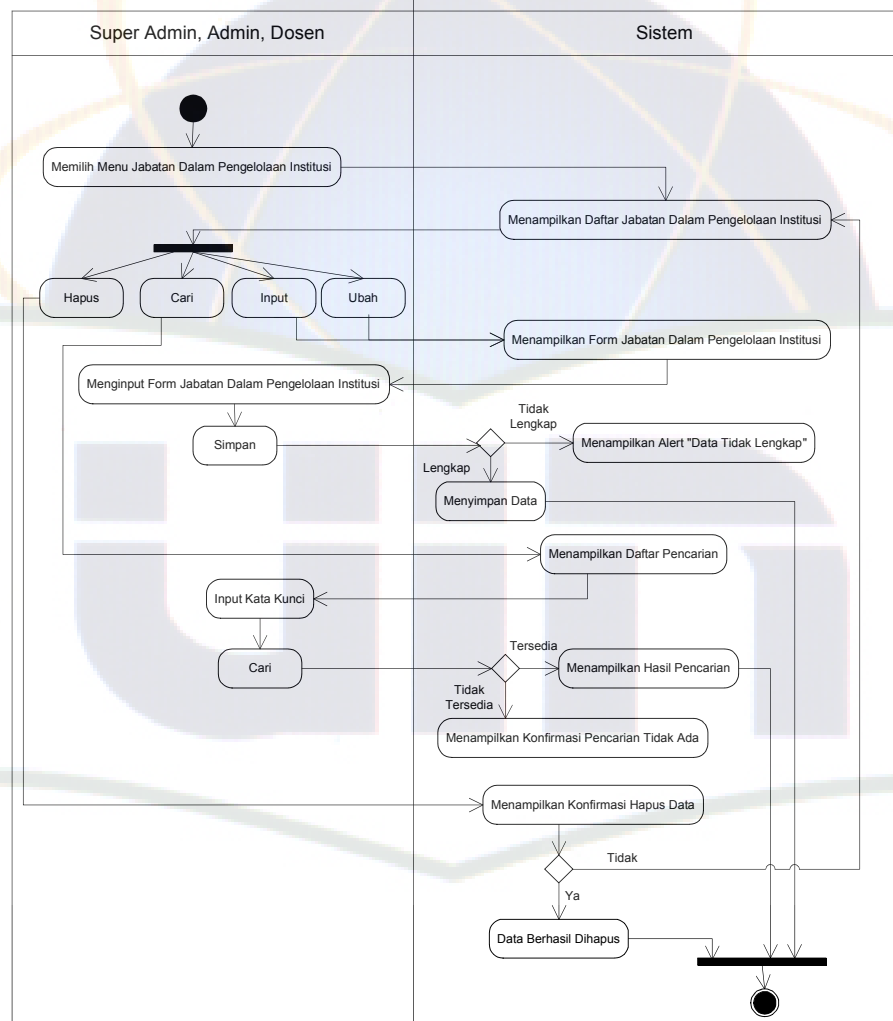 Super Admin, Admin, Dosen
Sistem
Memilih Menu Jabatan Dalam Pengelolaan Institusi
Menampilkan Daftar Jabatan Dalam Pengelolaan Institusi
Hapus
Cari
Input
Ubah
Menampilkan Form Jabatan Dalam Pengelolaan Institusi
Menginput Form Jabatan Dalam Pengelolaan Institusi
Tidak
Lengkap
Simpan
Menampilkan Alert "Data Tidak Lengkap"
Lengkap
Menyimpan Data
Menampilkan Daftar Pencarian
Input Kata Kunci
Tersedia
Cari
Menampilkan Hasil Pencarian
Tidak
Tersedia
Menampilkan Konfirmasi Pencarian Tidak Ada
Menampilkan Konfirmasi Hapus Data
Tidak
Ya
Data Berhasil Dihapus
uin